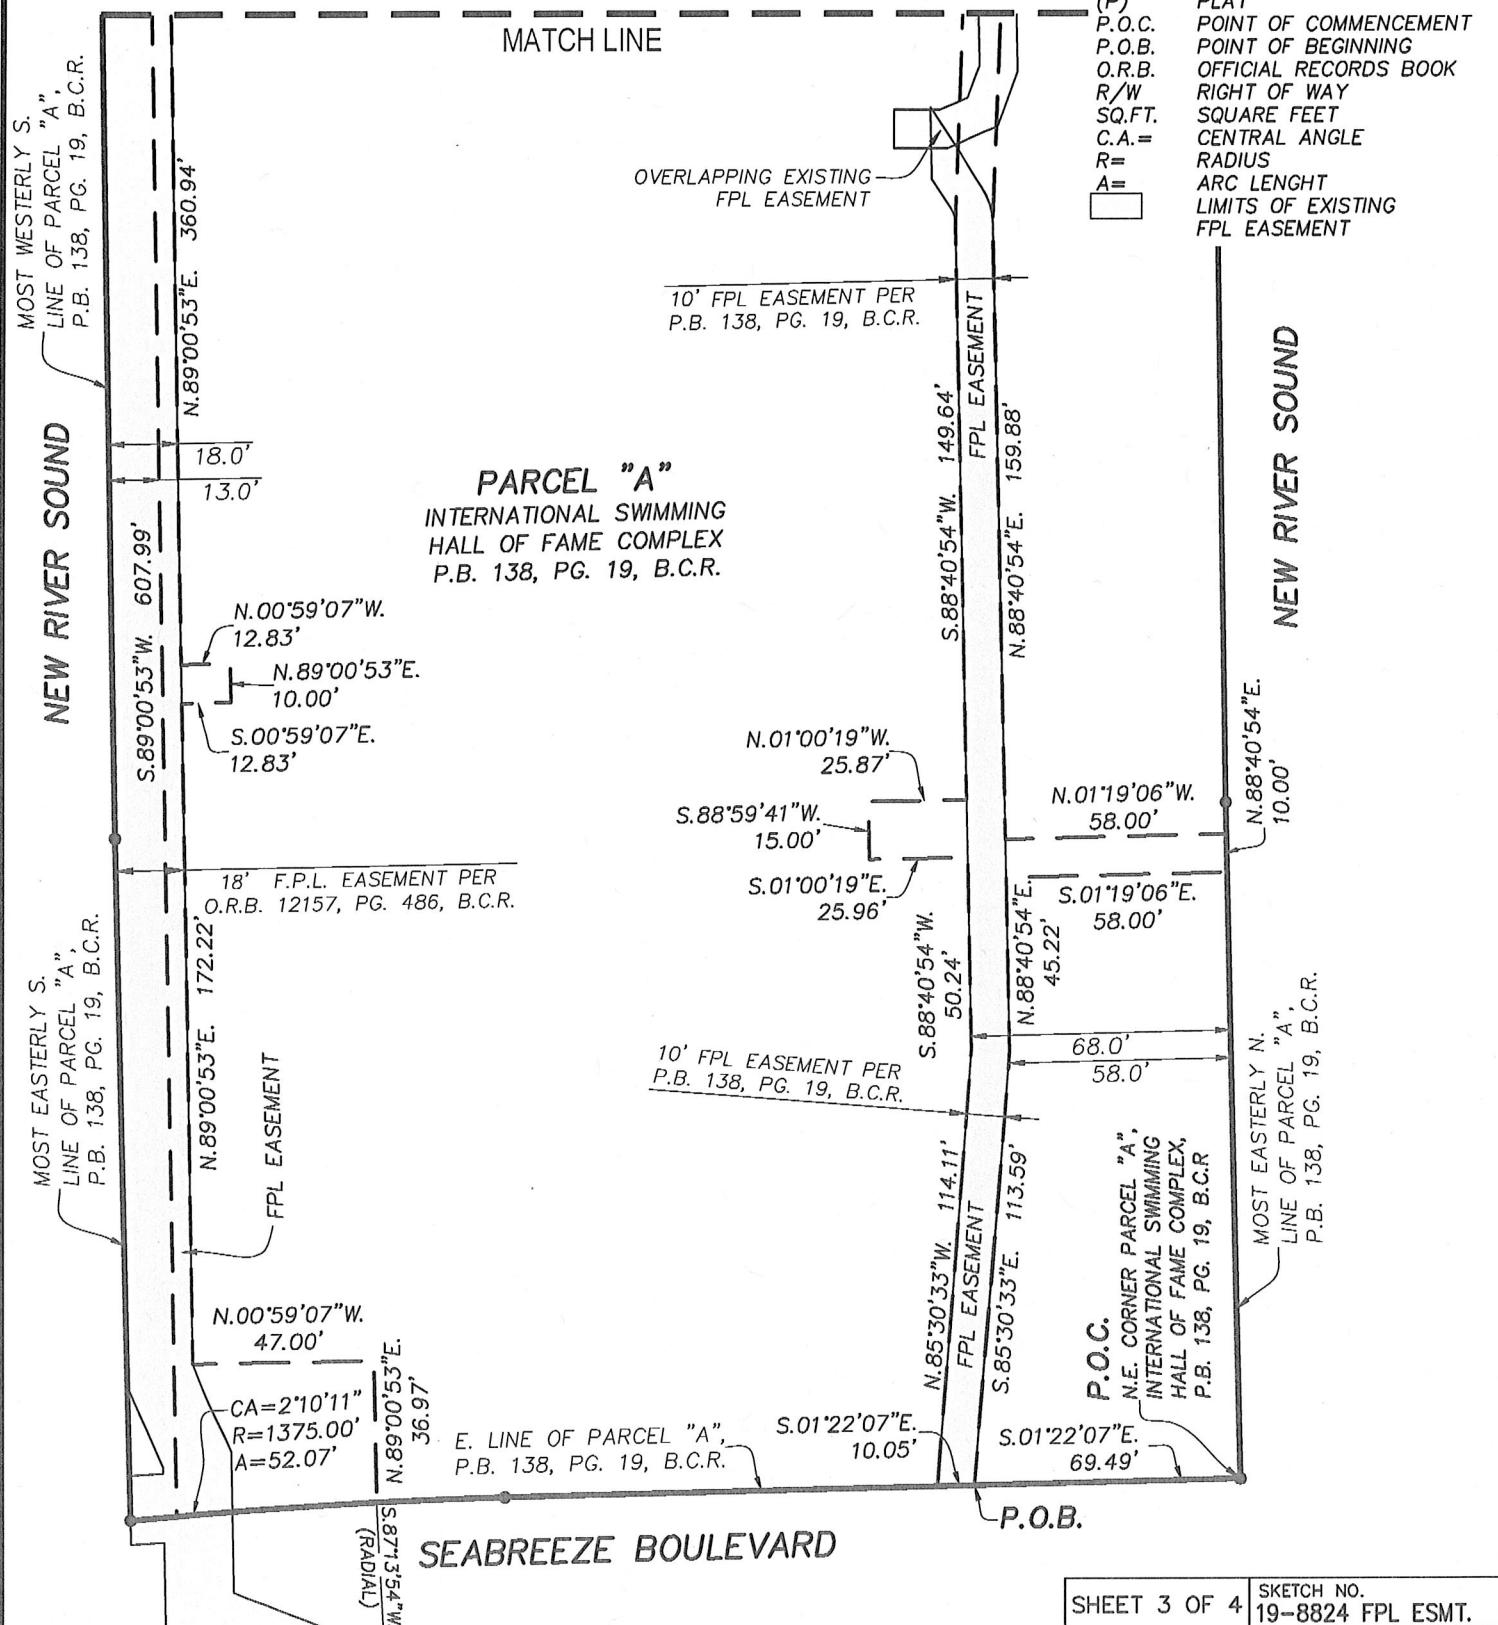 MATCH LINE
(P) PLAT
P.O.C. POINT OF COMMENCEMENT
P.O.B. POINT OF BEGINNING
O.R.B. OFFICIAL RECORDS BOOK
R/W RIGHT OF WAY
SQ.FT. SQUARE FEET
C.A.= CENTRAL ANGLE
R= RADIUS
A= ARC LENGHT
LIMITS OF EXISTING
FPL EASEMENT
MOST WESTERLY S.
LINE OF PARCEL "A",
P.B. 138, PG. 19, B.C.R.
N.89°00'53"E. 360.94'
OVERLAPPING EXISTING
FPL EASEMENT
10' FPL EASEMENT PER
P.B. 138, PG. 19, B.C.R.
FPL EASEMENT
S.88°40'54"W. 149.64'
N.88°40'54"E. 159.88'
NEW RIVER SOUND
NEW RIVER SOUND
18.0'
13.0'
PARCEL "A"
INTERNATIONAL SWIMMING
HALL OF FAME COMPLEX
P.B. 138, PG. 19, B.C.R.
S.89°00'53"W. 607.99'
N.00°59'07"W.
12.83'
N.89°00'53"E.
10.00'
S.00°59'07"E.
12.83'
N.01°00'19"W.
25.87'
S.88°59'41"W.
15.00'
S.01°00'19"E.
25.96'
N.01°19'06"W.
58.00'
S.01°19'06"E.
58.00'
N.88°40'54"E.
10.00'
18' F.P.L. EASEMENT PER
O.R.B. 12157, PG. 486, B.C.R.
N.89°00'53"E. 172.22'
S.88°40'54"W.
50.24'
N.88°40'54"E.
45.22'
68.0'
58.0'
MOST EASTERLY S.
LINE OF PARCEL "A",
P.B. 138, PG. 19, B.C.R.
FPL EASEMENT
10' FPL EASEMENT PER
P.B. 138, PG. 19, B.C.R.
N.85°30'33"W. 114.11'
FPL EASEMENT
S.85°30'33"E. 113.59'
P.O.C.
N.E. CORNER PARCEL "A",
INTERNATIONAL SWIMMING
HALL OF FAME COMPLEX,
P.B. 138, PG. 19, B.C.R
MOST EASTERLY N.
LINE OF PARCEL "A",
P.B. 138, PG. 19, B.C.R.
N.00°59'07"W.
47.00'
CA=2°10'11"
R=1375.00'
A=52.07'
N.89°00'53"E.
36.97'
E. LINE OF PARCEL "A",
P.B. 138, PG. 19, B.C.R.
S.01°22'07"E.
10.05'
S.01°22'07"E.
69.49'
P.O.B.
S.87°13'54"W.
(RADIAL)
SEABREEZE BOULEVARD
SHEET 3 OF 4
SKETCH NO.
19-8824 FPL ESMT.